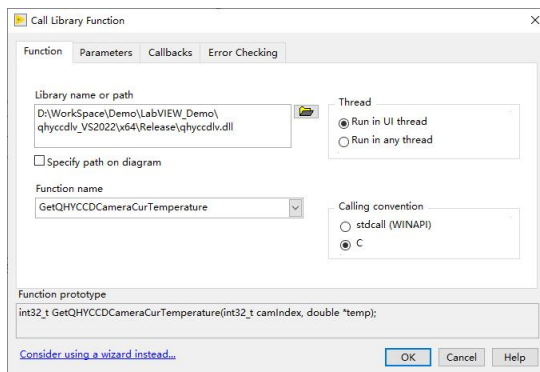 Call Library Function
Function
Parameters
Callbacks
Error Checking
Library name or path
D:\WorkSpace\Demo\LabVIEW_Demo\
qhyccdlv_VS2022\x64\Release\qhyccdlv.dll
Thread
Run in UI thread
Run in any thread
Specify path on diagram
Function name
GetQHYCCDCameraCurTemperature
Calling convention
stdcall (WINAPI)
C
Function prototype
int32_t GetQHYCCDCameraCurTemperature(int32_t camIndex, double *temp);
Consider using a wizard instead...
OK
Cancel
Help